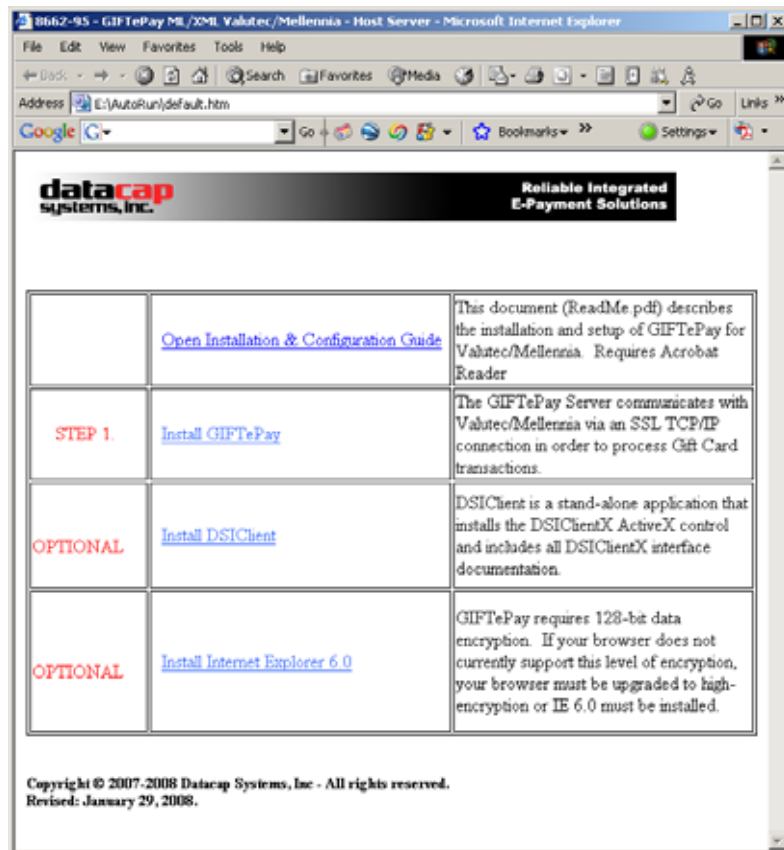 8662-95 - GIFTePay ML/XML Valutec/Mellennia - Host Server - Microsoft Internet Explorer
File Edit View Favorites Tools Help
Back Search Favorites Media
Address E:\AutoRun\default.htm Go Links »
Google G Go Bookmarks » Settings
datacap
systems, inc.
Reliable Integrated
E-Payment Solutions
Open Installation & Configuration Guide
This document (ReadMe.pdf) describes
the installation and setup of GIFTePay for
Valutec/Mellennia. Requires Acrobat
Reader
STEP 1.
Install GIFTePay
The GIFTePay Server communicates with
Valutec/Mellennia via an SSL TCP/IP
connection in order to process Gift Card
transactions.
OPTIONAL
Install DSIClient
DSIClient is a stand-alone application that
installs the DSIClientX ActiveX control
and includes all DSIClientX interface
documentation.
OPTIONAL
Install Internet Explorer 6.0
GIFTePay requires 128-bit data
encryption. If your browser does not
currently support this level of encryption,
your browser must be upgraded to high-
encryption or IE 6.0 must be installed.
Copyright © 2007-2008 Datacap Systems, Inc - All rights reserved.
Revised: January 29, 2008.